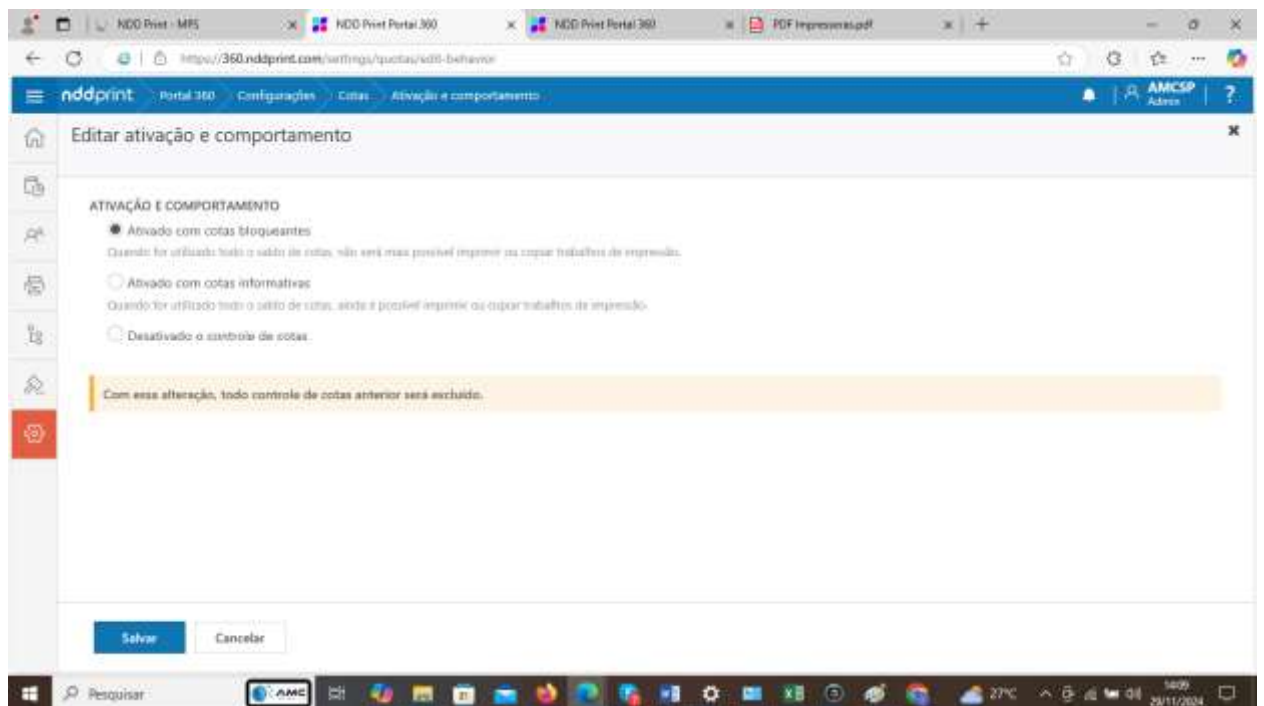 NDD Print - MPS
NDD Print Portal 360
NDD Print Portal 360
PDF Impressoras.pdf
https://360.nddprint.com/settings/quotas/edit-behavior
nddprint
Portal 360
Configurações
Cotas
Ativação e comportamento
AMCSP
Admin
?
Editar ativação e comportamento
ATIVAÇÃO E COMPORTAMENTO
Ativado com cotas bloqueantes
Quando for utilizado todo o saldo de cotas, não será mais possível imprimir ou copiar trabalhos de impressão.
Ativado com cotas informativas
Quando for utilizado todo o saldo de cotas, ainda é possível imprimir ou copiar trabalhos de impressão.
Desativado o controle de cotas
Com essa alteração, todo controle de cotas anterior será excluído.
Salvar
Cancelar
Pesquisar
AMC
27°C
14:09
29/11/2024